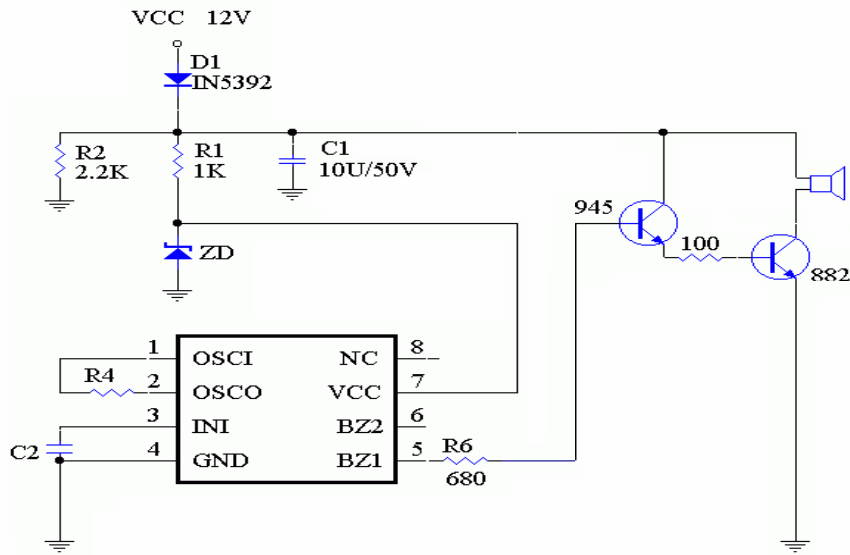 VCC 12V
D1
IN5392
R2
2.2K
R1
1K
C1
10U/50V
945
100
882
ZD
1 OSCI NC 8
R4
2 OSCO VCC 7
3 INI BZ2 6
C2
4 GND BZ1 5
R6
680